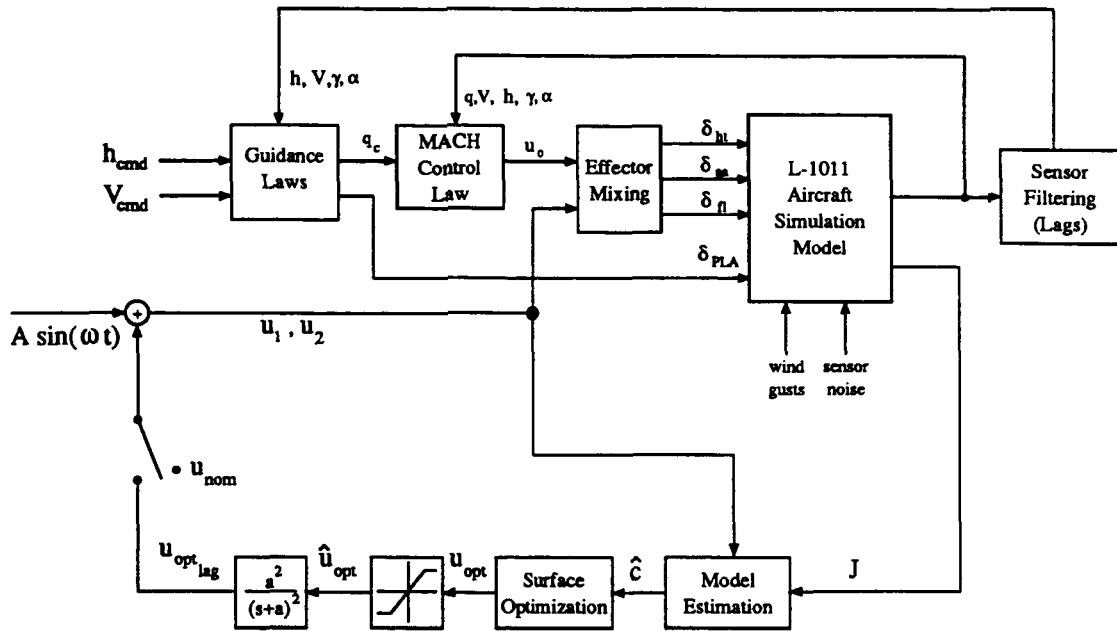 h, V, γ, α
q, V, h, γ, α
h_cmd
V_cmd
Guidance
Laws
q_c
MACH
Control
Law
u_o
Effector
Mixing
δ_ht
δ_sa
δ_fl
δ_PLA
L-1011
Aircraft
Simulation
Model
Sensor
Filtering
(Lags)
A sin(ω t)
+
u_1 , u_2
wind
gusts
sensor
noise
u_nom
u_opt_lag
a^2
(s+a)^2
û_opt
u_opt
Surface
Optimization
ĉ
Model
Estimation
J